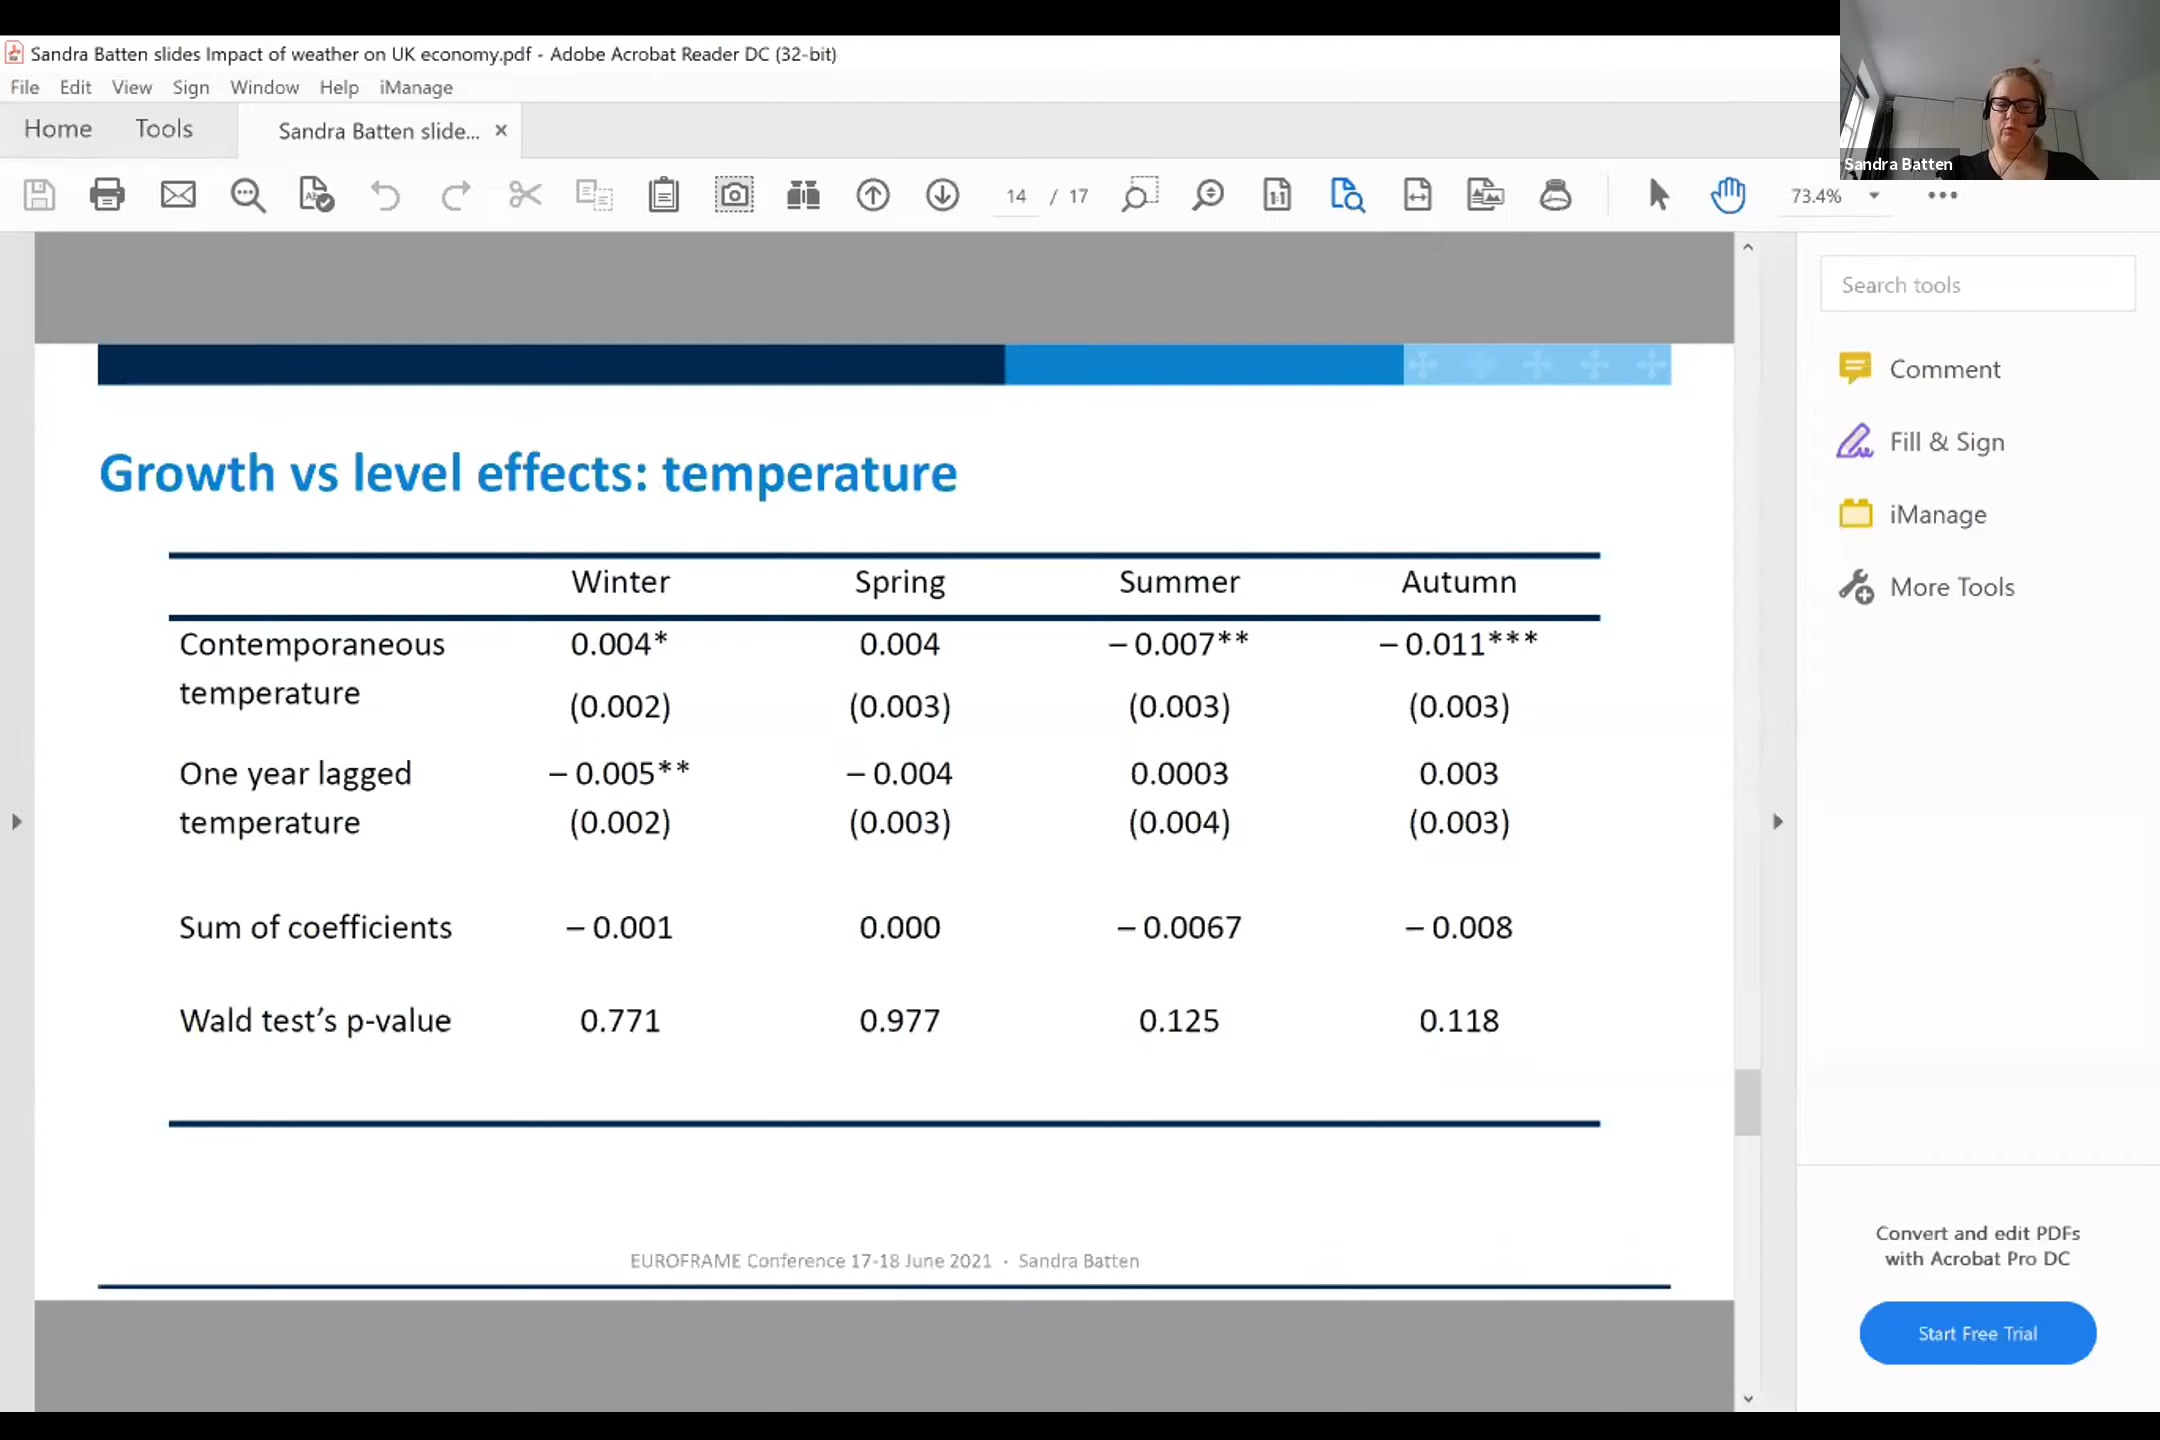 Sandra Batten slides Impact of weather on UK economy.pdf - Adobe Acrobat Reader DC (32-bit)
File Edit View Sign Window Help iManage
Home Tools Sandra Batten slide... ×
14 / 17 73.4%
Sandra Batten
Search tools
Comment
Fill & Sign
iManage
More Tools
Convert and edit PDFs
with Acrobat Pro DC
Start Free Trial
Growth vs level effects: temperature
Winter Spring Summer Autumn
Contemporaneous 0.004* 0.004 – 0.007** – 0.011***
temperature (0.002) (0.003) (0.003) (0.003)
One year lagged – 0.005** – 0.004 0.0003 0.003
temperature (0.002) (0.003) (0.004) (0.003)
Sum of coefficients – 0.001 0.000 – 0.0067 – 0.008
Wald test’s p-value 0.771 0.977 0.125 0.118
EUROFRAME Conference 17-18 June 2021 · Sandra Batten